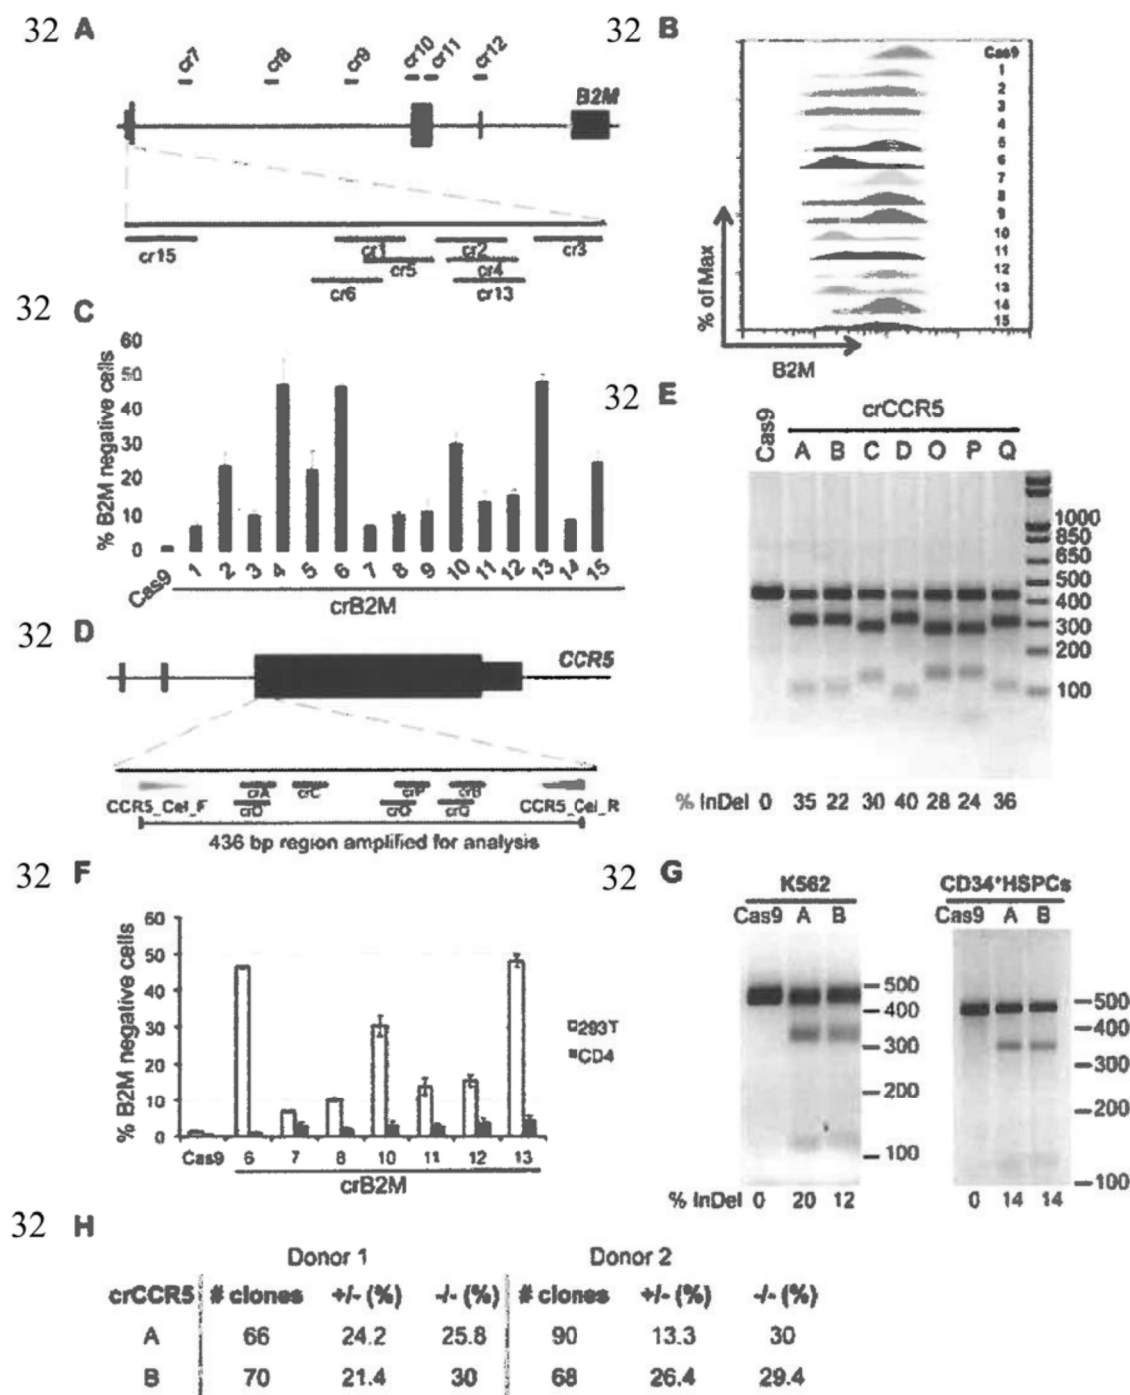 32 A
cr7 cr8 cr9 cr10 cr11 cr12
B2M
cr15 cr1 cr2 cr3
cr5 cr4
cr6 cr13
32 B
Cas9
1
2
3
4
5
6
7
8
9
10
11
12
13
14
15
% of Max
B2M
32 C
% B2M negative cells
60
50
40
30
20
10
0
Cas9 1 2 3 4 5 6 7 8 9 10 11 12 13 14 15
crB2M
32 D
CCR5
CCR5_Cel_F crA crC crP crB CCR5_Cel_R
crD crO crQ
436 bp region amplified for analysis
32 E
crCCR5
Cas9 A B C D O P Q
1000
850
650
500
400
300
200
100
% InDel 0 35 22 30 40 28 24 36
32 F
% B2M negative cells
60
50
40
30
20
10
0
293T
CD4
Cas9 6 7 8 10 11 12 13
crB2M
32 G
K562 CD34+HSPCs
Cas9 A B Cas9 A B
500
400
300
200
100
500
400
300
200
100
% InDel 0 20 12 0 14 14
32 H
Donor 1 Donor 2
crCCR5 # clones +/- (%) -/- (%) # clones +/- (%) -/- (%)
A 66 24.2 25.8 90 13.3 30
B 70 21.4 30 68 26.4 29.4